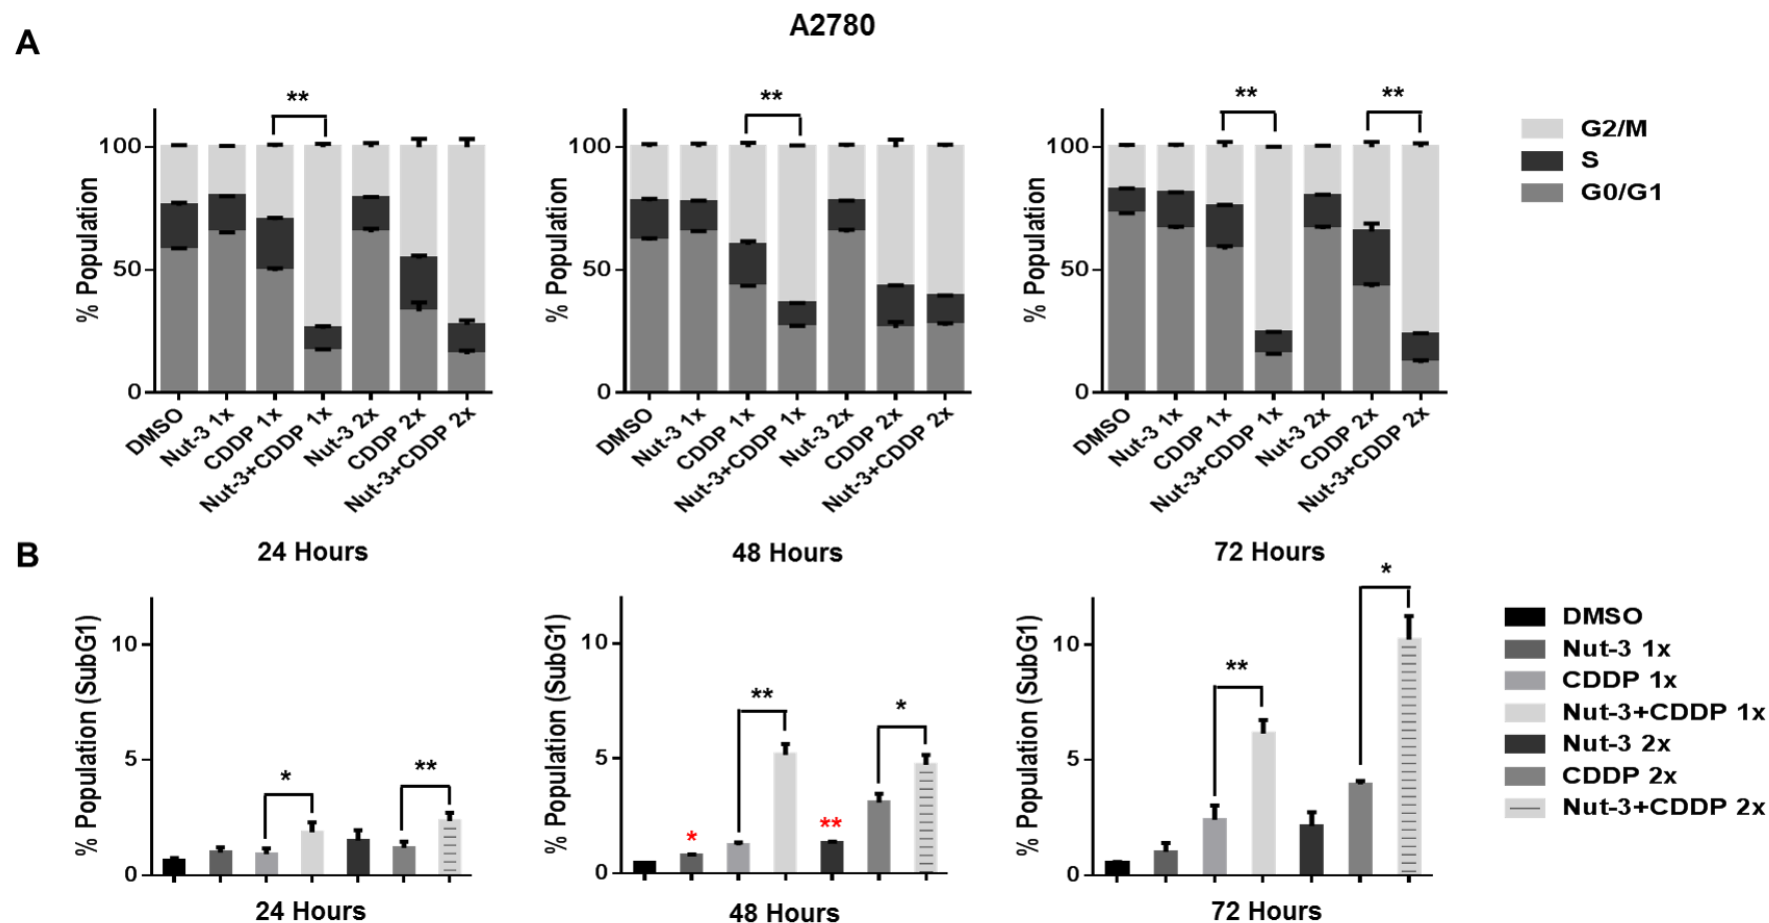 A2780
A
** ** ** **
100 100 100
50 50 50
0 0 0
% Population % Population % Population
G2/M
S
G0/G1
DMSO Nut-3 1x CDDP 1x Nut-3+CDDP 1x Nut-3 2x CDDP 2x Nut-3+CDDP 2x
DMSO Nut-3 1x CDDP 1x Nut-3+CDDP 1x Nut-3 2x CDDP 2x Nut-3+CDDP 2x
DMSO Nut-3 1x CDDP 1x Nut-3+CDDP 1x Nut-3 2x CDDP 2x Nut-3+CDDP 2x
24 Hours 48 Hours 72 Hours
B
% Population (SubG1) % Population (SubG1) % Population (SubG1)
10 10 10
5 5 5
0 0 0
* ** * ** ** * ** *
DMSO
Nut-3 1x
CDDP 1x
Nut-3+CDDP 1x
Nut-3 2x
CDDP 2x
Nut-3+CDDP 2x
24 Hours 48 Hours 72 Hours